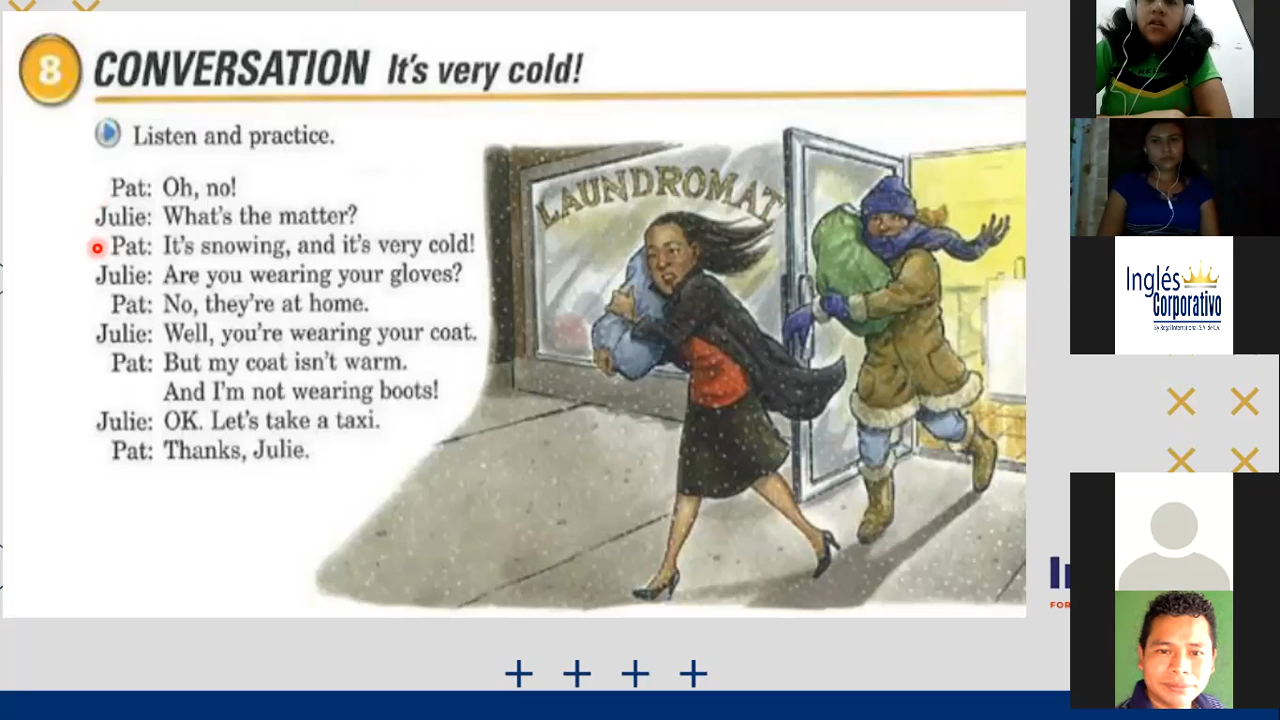 8 CONVERSATION It's very cold!
Listen and practice.
Pat: Oh, no!
Julie: What's the matter?
Pat: It's snowing, and it's very cold!
Julie: Are you wearing your gloves?
Pat: No, they're at home.
Julie: Well, you're wearing your coat.
Pat: But my coat isn't warm.
And I'm not wearing boots!
Julie: OK. Let's take a taxi.
Pat: Thanks, Julie.
LAUNDROMAT
Inglés
Corporativo
FOR